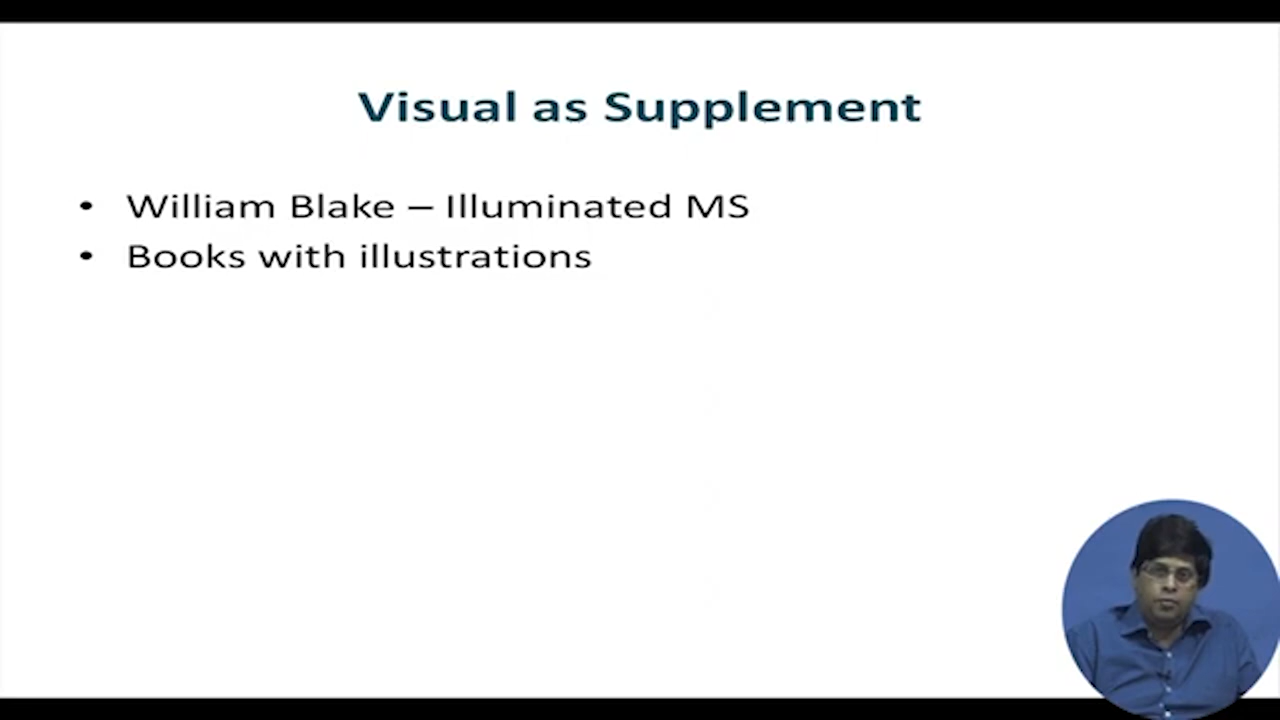 Visual as Supplement
• William Blake – Illuminated MS
• Books with illustrations